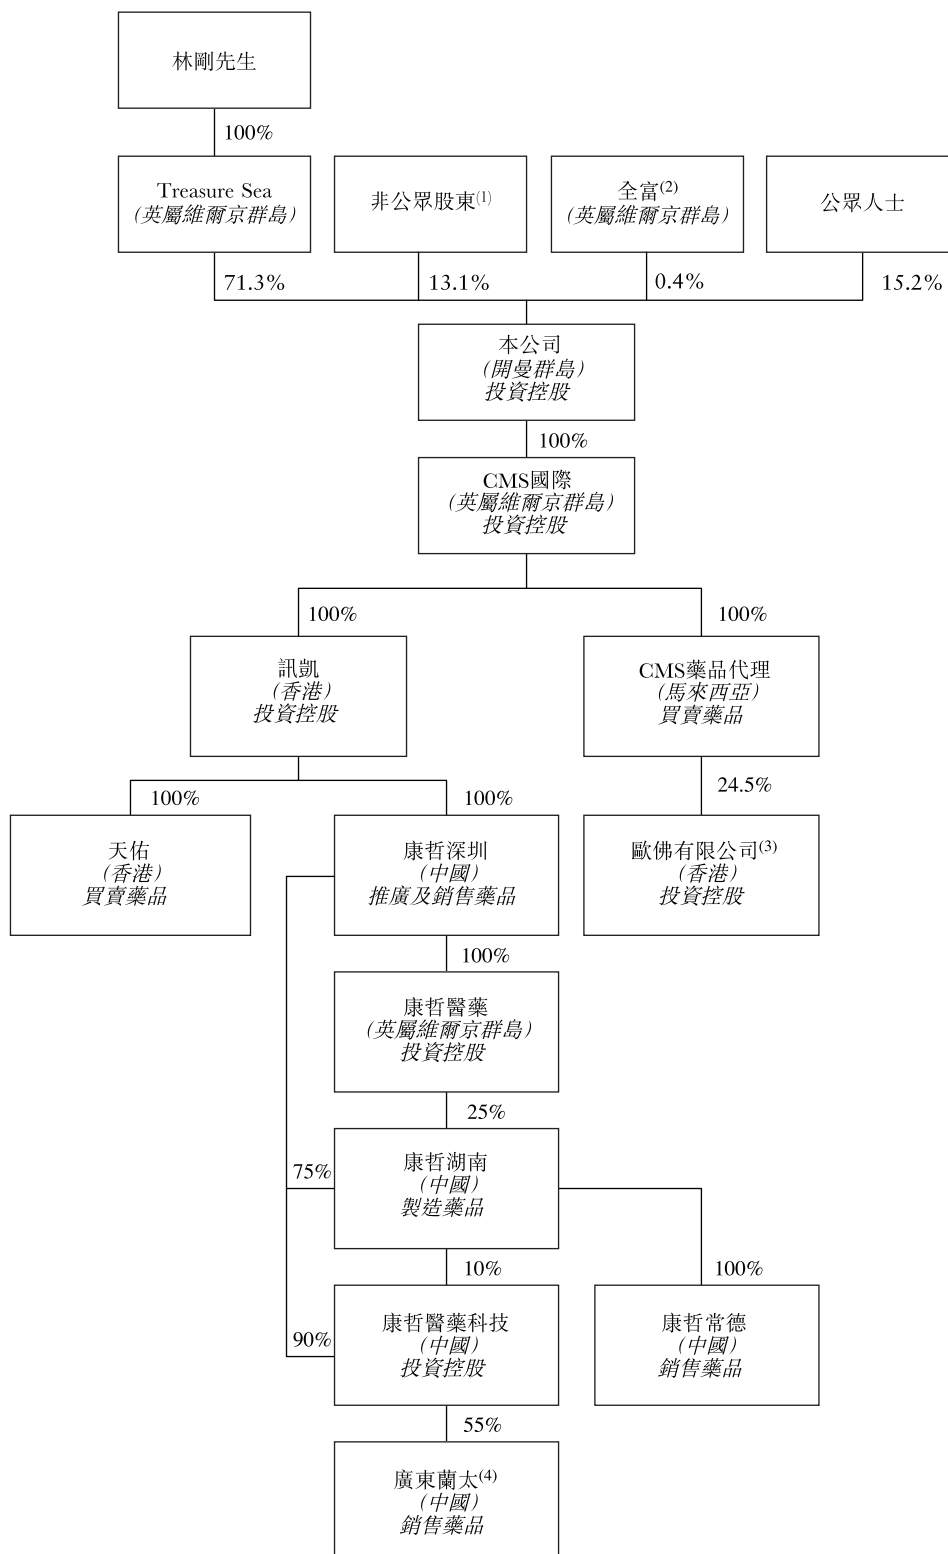 林剛先生
100%
Treasure Sea
(英屬維爾京群島)
非公眾股東(1)
全富(2)
(英屬維爾京群島)
公眾人士
71.3%
13.1%
0.4%
15.2%
本公司
(開曼群島)
投資控股
100%
CMS國際
(英屬維爾京群島)
投資控股
100%
100%
訊凱
(香港)
投資控股
CMS藥品代理
(馬來西亞)
買賣藥品
100%
100%
24.5%
天佑
(香港)
買賣藥品
康哲深圳
(中國)
推廣及銷售藥品
歐佛有限公司(3)
(香港)
投資控股
100%
康哲醫藥
(英屬維爾京群島)
投資控股
25%
75%
康哲湖南
(中國)
製造藥品
10%
100%
90%
康哲醫藥科技
(中國)
投資控股
康哲常德
(中國)
銷售藥品
55%
廣東蘭太(4)
(中國)
銷售藥品